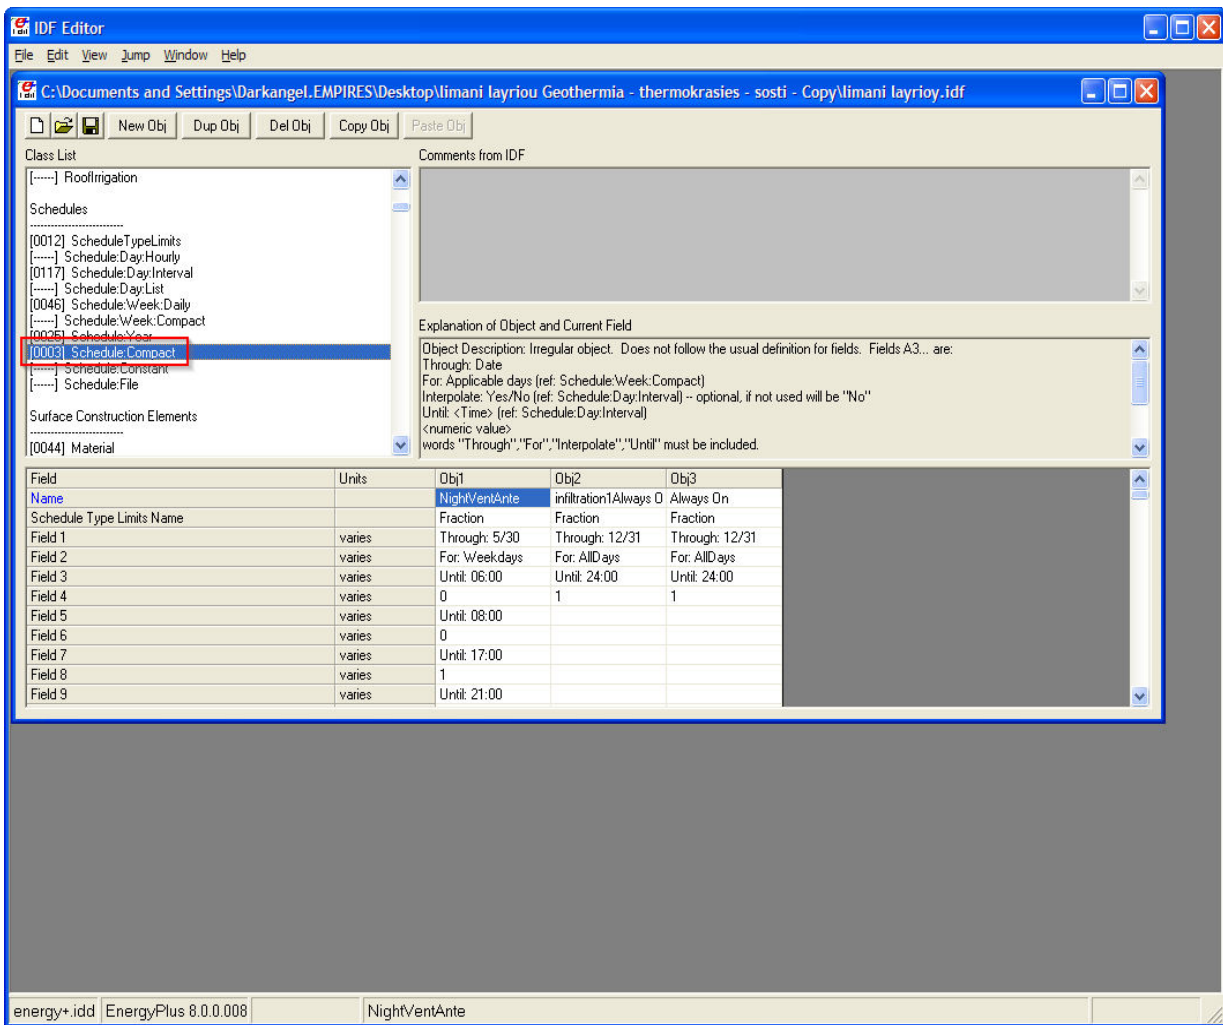 IDF Editor
File Edit View Jump Window Help
C:\Documents and Settings\Darkangel.EMPIRES\Desktop\limani layriou Geothermia - thermokrasies - sosti - Copy\limani layrioy.idf
New Obj Dup Obj Del Obj Copy Obj Paste Obj
Class List
[------] RoofIrrigation
Schedules
--------------------------
[0012] ScheduleTypeLimits
[------] Schedule:Day:Hourly
[0117] Schedule:Day:Interval
[------] Schedule:Day:List
[0046] Schedule:Week:Daily
[------] Schedule:Week:Compact
[0025] Schedule:Year
[0003] Schedule:Compact
[------] Schedule:Constant
[------] Schedule:File
Surface Construction Elements
--------------------------
[0044] Material
Comments from IDF
Explanation of Object and Current Field
Object Description: Irregular object. Does not follow the usual definition for fields. Fields A3... are:
Through: Date
For: Applicable days (ref: Schedule:Week:Compact)
Interpolate: Yes/No (ref: Schedule:Day:Interval) -- optional, if not used will be "No"
Until: <Time> (ref: Schedule:Day:Interval)
<numeric value>
words "Through","For","Interpolate","Until" must be included.
Field Units Obj1 Obj2 Obj3
Name NightVentAnte infiltration1Always O Always On
Schedule Type Limits Name Fraction Fraction Fraction
Field 1 varies Through: 5/30 Through: 12/31 Through: 12/31
Field 2 varies For: Weekdays For: AllDays For: AllDays
Field 3 varies Until: 06:00 Until: 24:00 Until: 24:00
Field 4 varies 0 1 1
Field 5 varies Until: 08:00
Field 6 varies 0
Field 7 varies Until: 17:00
Field 8 varies 1
Field 9 varies Until: 21:00
energy+.idd EnergyPlus 8.0.0.008 NightVentAnte